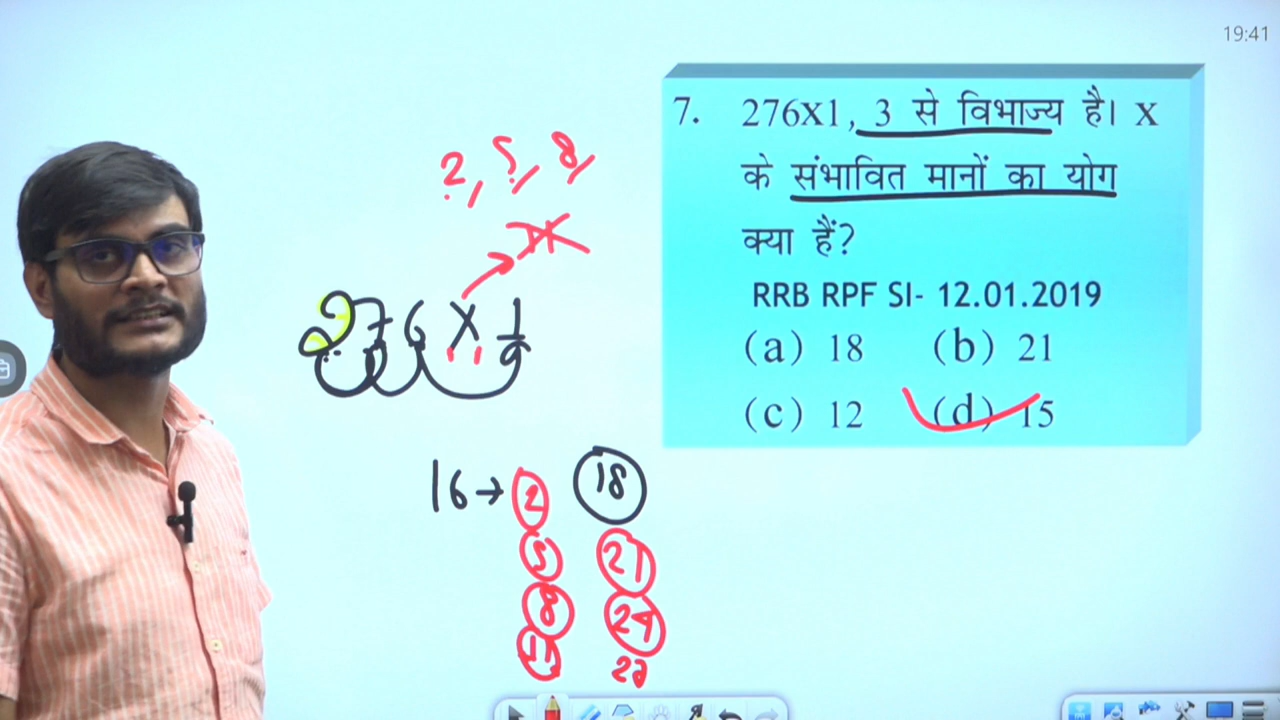 19:41
7. 276X1, 3 से विभाज्य है। X
के संभावित मानों का योग
क्या हैं?
RRB RPF SI- 12.01.2019
(a) 18 (b) 21
(c) 12 (d) 15
2, 5, 8,
276X1
16→ 2 18
5 21
8 24
11 27